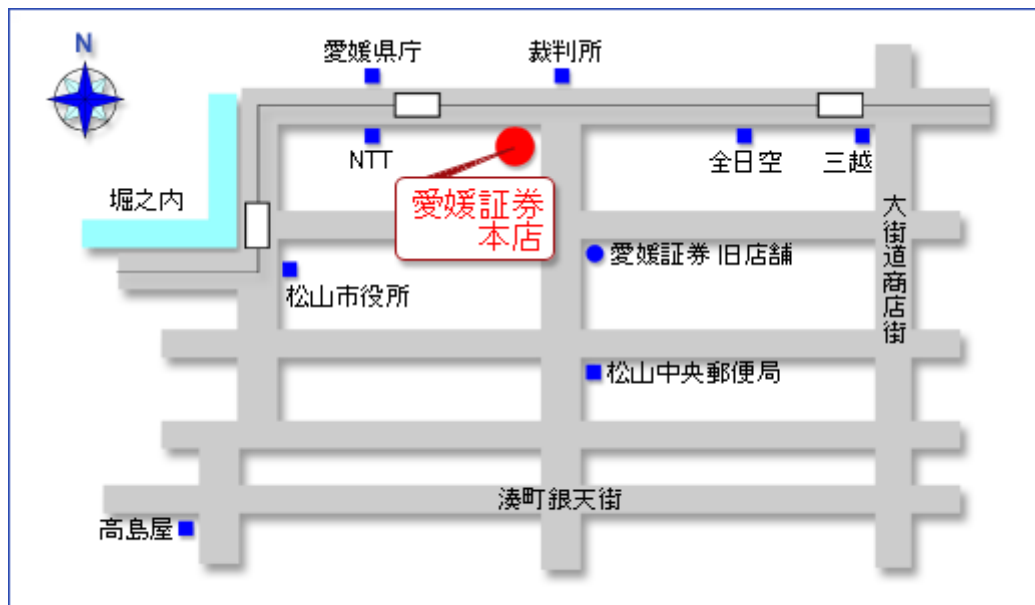 N
愛媛県庁
裁判所
NTT
全日空
三越
堀之内
愛媛証券
本店
大街道商店街
愛媛証券 旧店舗
松山市役所
松山中央郵便局
湊町銀天街
高島屋